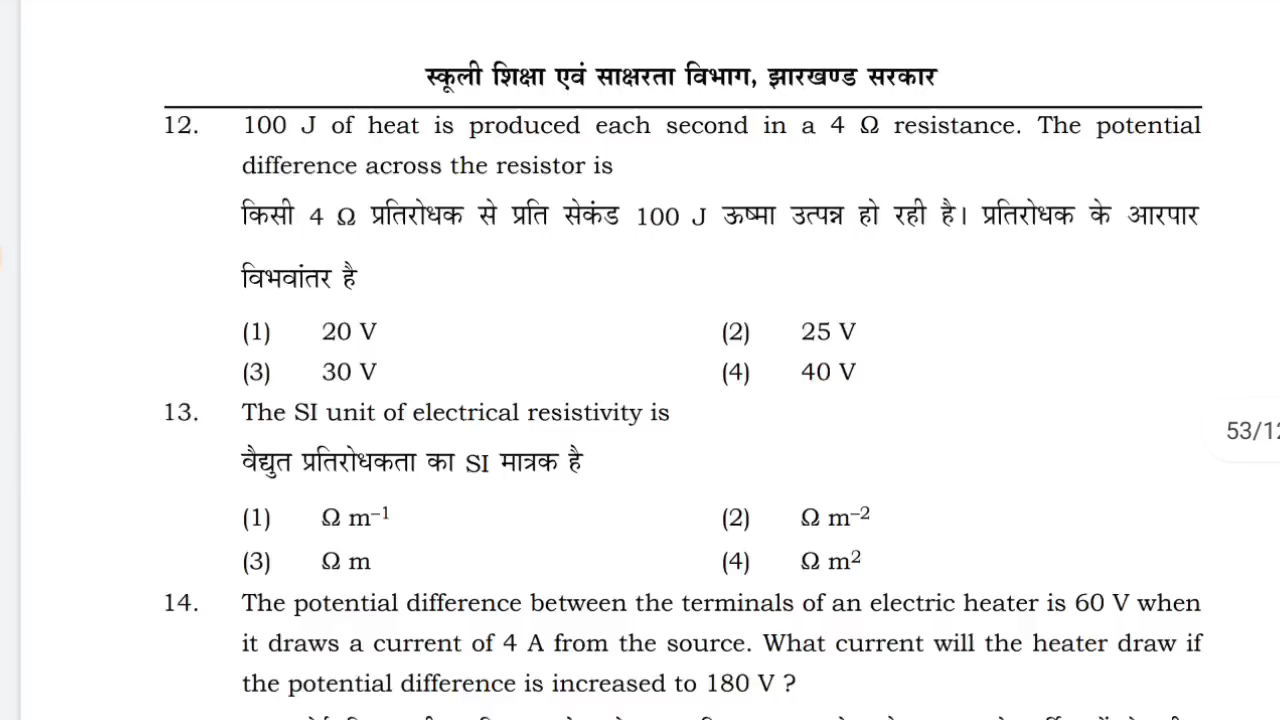 स्कूली शिक्षा एवं साक्षरता विभाग, झारखण्ड सरकार
12. 100 J of heat is produced each second in a 4 Ω resistance. The potential
difference across the resistor is
किसी 4 Ω प्रतिरोधक से प्रति सेकंड 100 J ऊष्मा उत्पन्न हो रही है। प्रतिरोधक के आरपार
विभवांतर है
(1) 20 V (2) 25 V
(3) 30 V (4) 40 V
13. The SI unit of electrical resistivity is
वैद्युत प्रतिरोधकता का SI मात्रक है
(1) Ω m⁻¹ (2) Ω m⁻²
(3) Ω m (4) Ω m²
53/12
14. The potential difference between the terminals of an electric heater is 60 V when
it draws a current of 4 A from the source. What current will the heater draw if
the potential difference is increased to 180 V ?